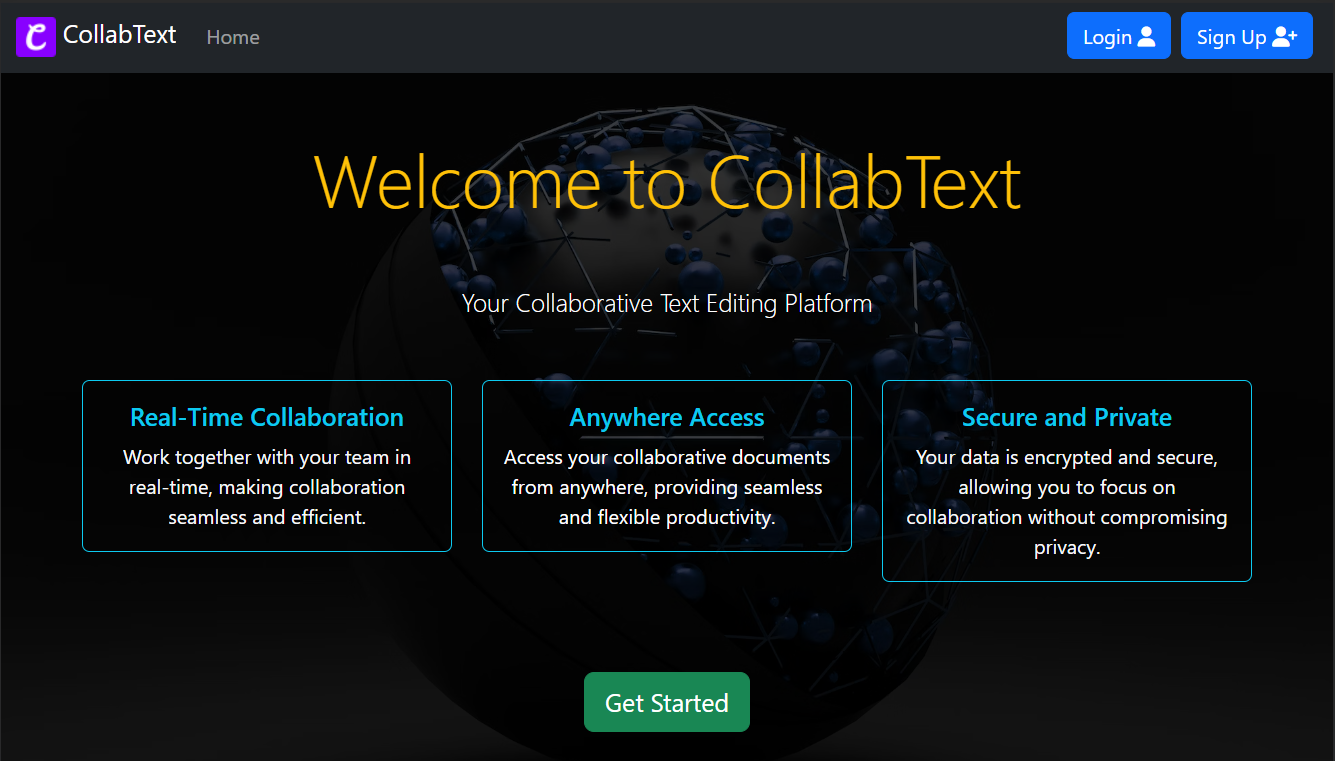 CollabText
Home
Login
Sign Up
Welcome to CollabText
Your Collaborative Text Editing Platform
Real-Time Collaboration
Work together with your team in
real-time, making collaboration
seamless and efficient.
Anywhere Access
Access your collaborative documents
from anywhere, providing seamless
and flexible productivity.
Secure and Private
Your data is encrypted and secure,
allowing you to focus on
collaboration without compromising
privacy.
Get Started